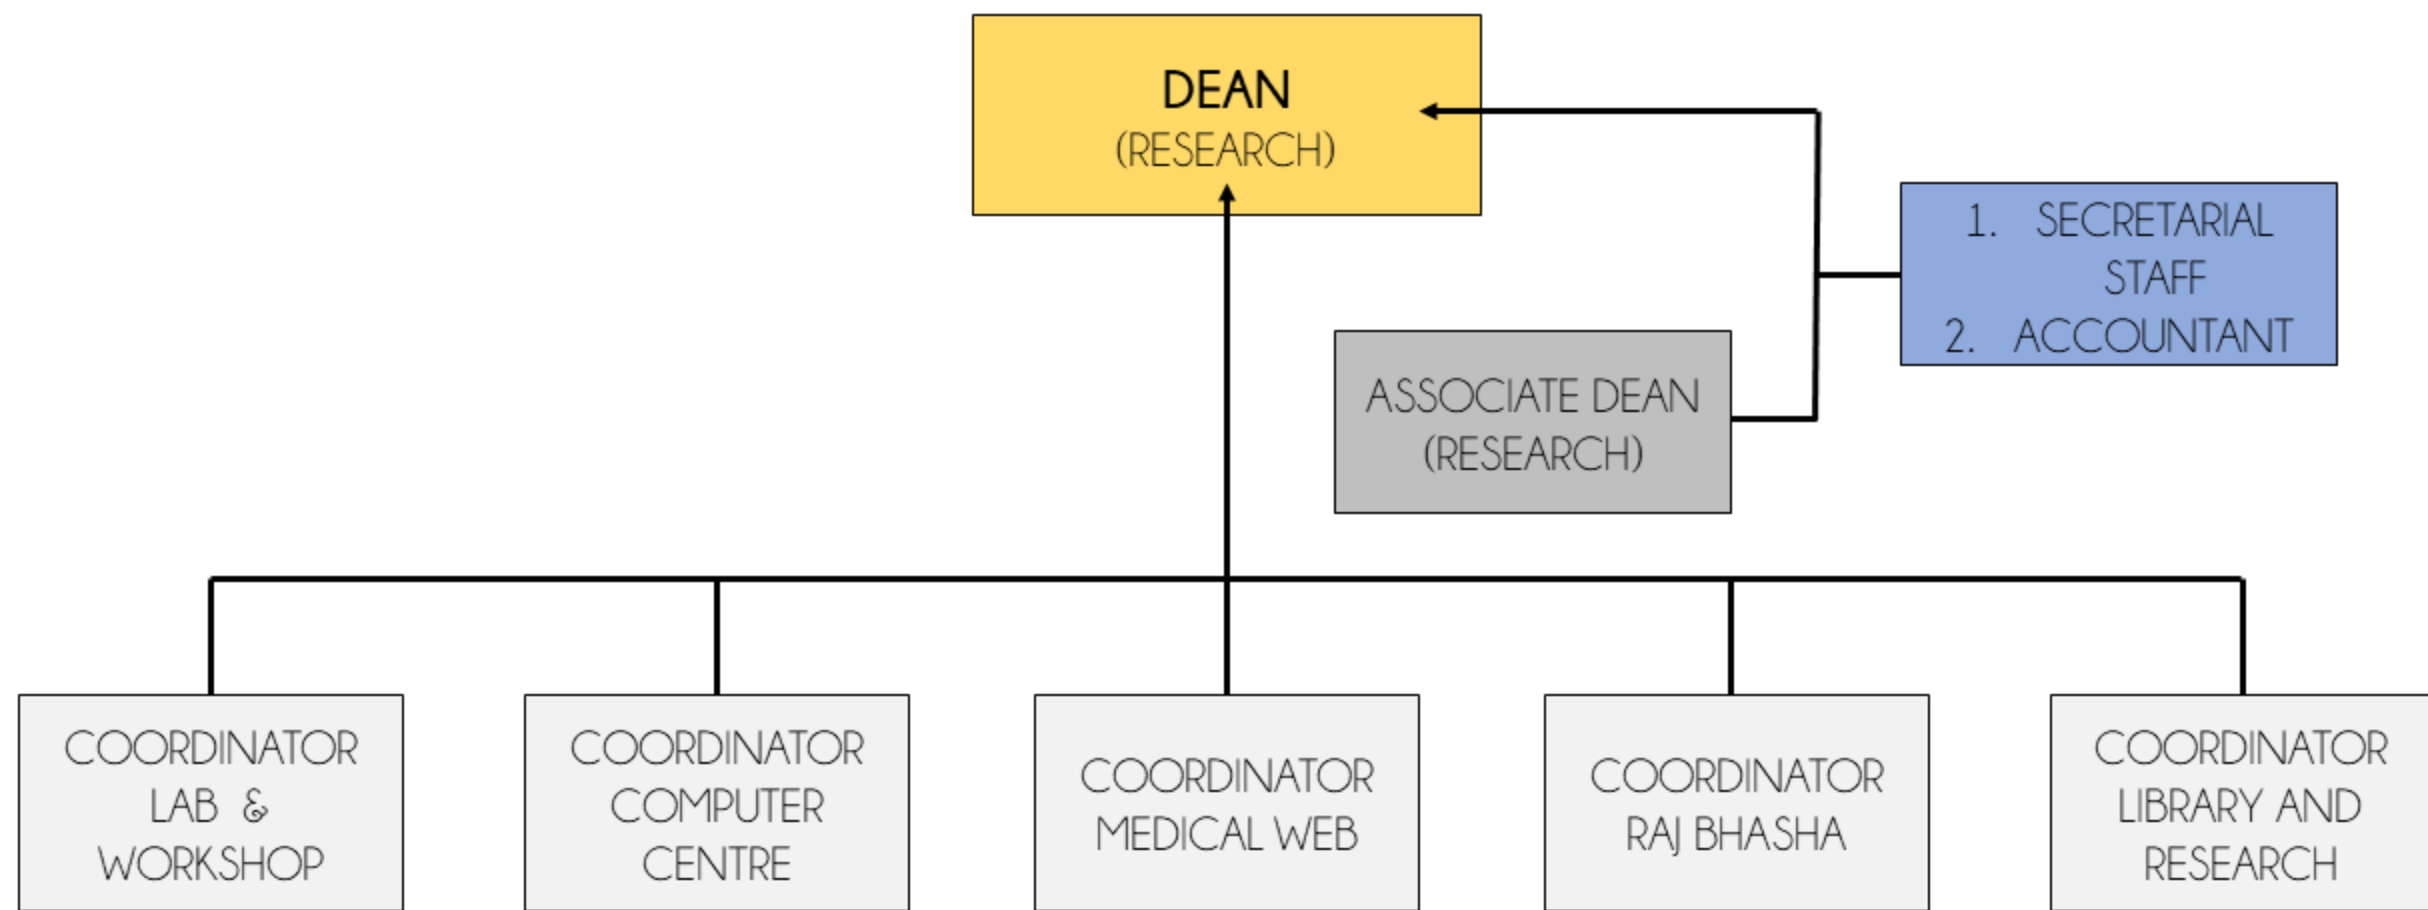 DEAN
(RESEARCH)
1. SECRETARIAL
STAFF
2. ACCOUNTANT
ASSOCIATE DEAN
(RESEARCH)
COORDINATOR
LAB &
WORKSHOP
COORDINATOR
COMPUTER
CENTRE
COORDINATOR
MEDICAL WEB
COORDINATOR
RAJ BHASHA
COORDINATOR
LIBRARY AND
RESEARCH